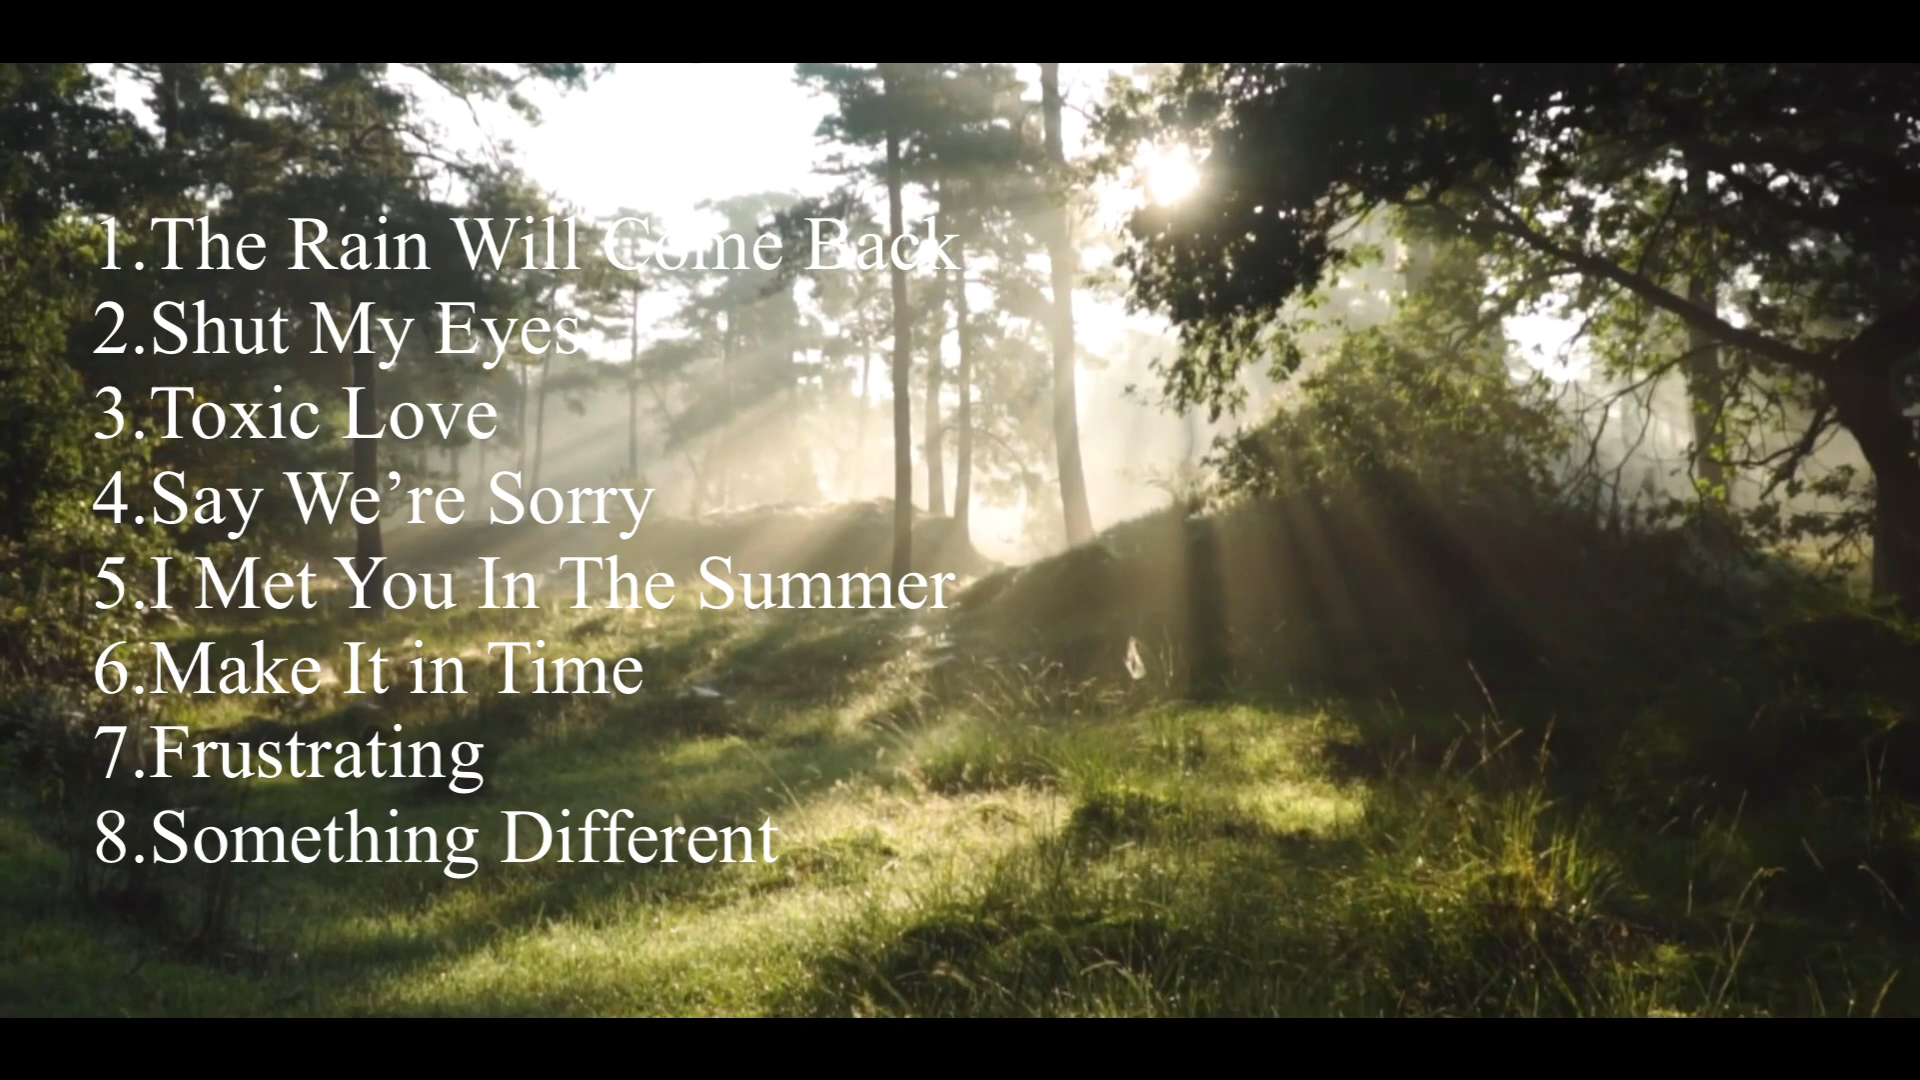 1.The Rain Will Come Back
2.Shut My Eyes
3.Toxic Love
4.Say We’re Sorry
5.I Met You In The Summer
6.Make It in Time
7.Frustrating
8.Something Different